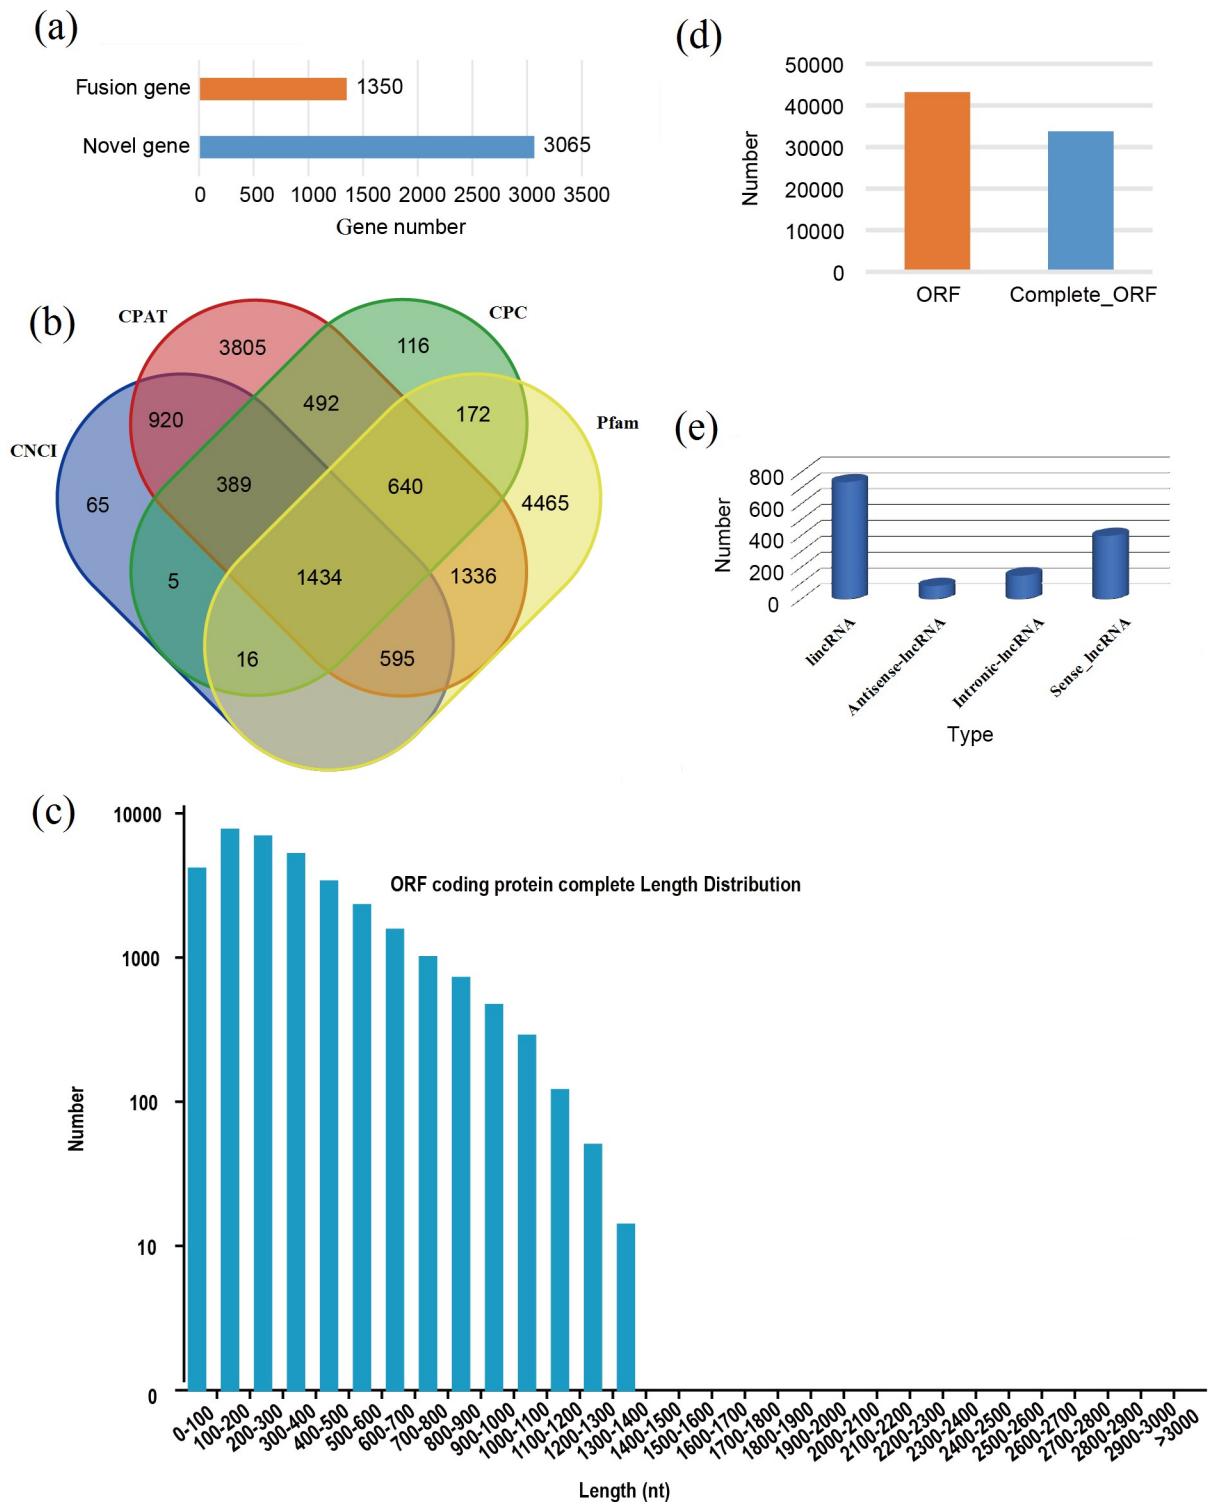 (a)
Fusion gene
1350
Novel gene
3065
0 500 1000 1500 2000 2500 3000 3500
Gene number
(d)
50000
40000
30000
20000
10000
0
Number
ORF Complete_ORF
(b)
CPAT
CPC
CNCI
Pfam
3805
116
920
492
172
65
389
640
4465
5
1434
1336
16
595
(e)
800
600
400
200
0
Number
lincRNA
Antisense-lncRNA
Intronic-lncRNA
Sense_lncRNA
Type
(c)
ORF coding protein complete Length Distribution
10000
1000
100
10
0
Number
0-100
100-200
200-300
300-400
400-500
500-600
600-700
700-800
800-900
900-1000
1000-1100
1100-1200
1200-1300
1300-1400
1400-1500
1500-1600
1600-1700
1700-1800
1800-1900
1900-2000
2000-2100
2100-2200
2200-2300
2300-2400
2400-2500
2500-2600
2600-2700
2700-2800
2800-2900
2900-3000
>3000
Length (nt)